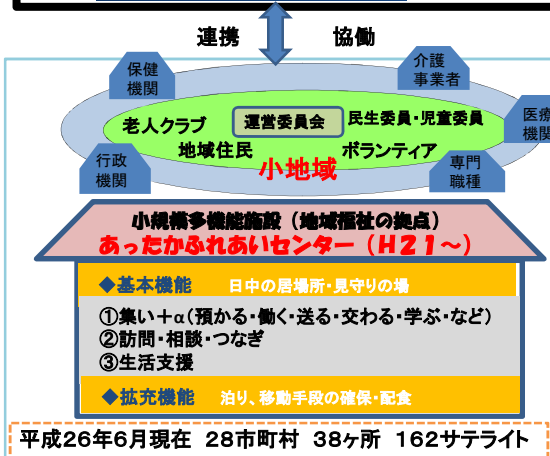 連携 協働
保健
機関
介護
事業者
医療
機関
老人クラブ
運営委員会
民生委員・児童委員
地域住民
ボランティア
小地域
行政
機関
専門
職種
小規模多機能施設（地域福祉の拠点）
あったかふれあいセンター（H21～）
◆基本機能 日中の居場所・見守りの場
①集い＋α（預かる・働く・送る・交わる・学ぶ・など）
②訪問・相談・つなぎ
③生活支援
◆拡充機能 泊り、移動手段の確保・配食
平成26年6月現在 28市町村 38ヶ所 162サテライト